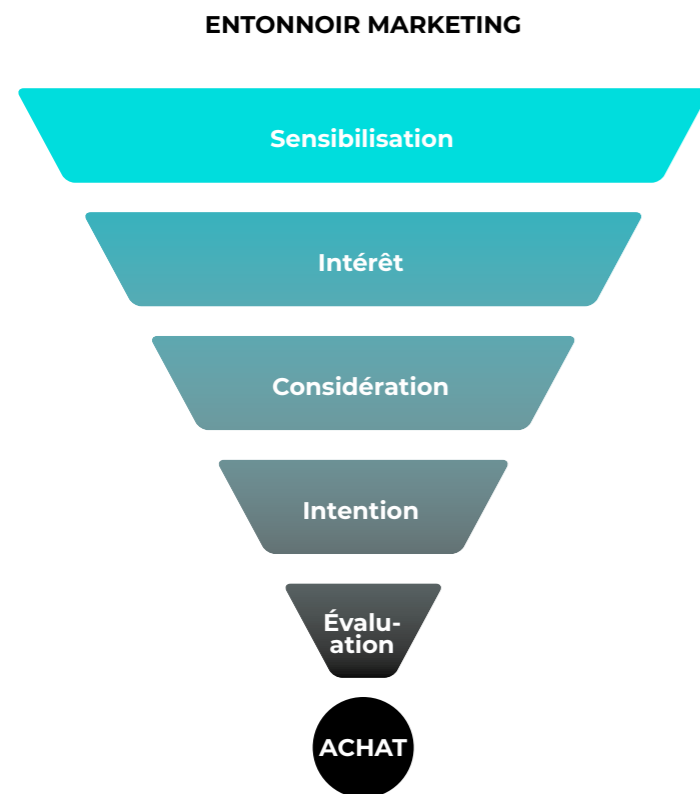 ENTONNOIR MARKETING
Sensibilisation
Intérêt
Considération
Intention
Évalu-
ation
ACHAT